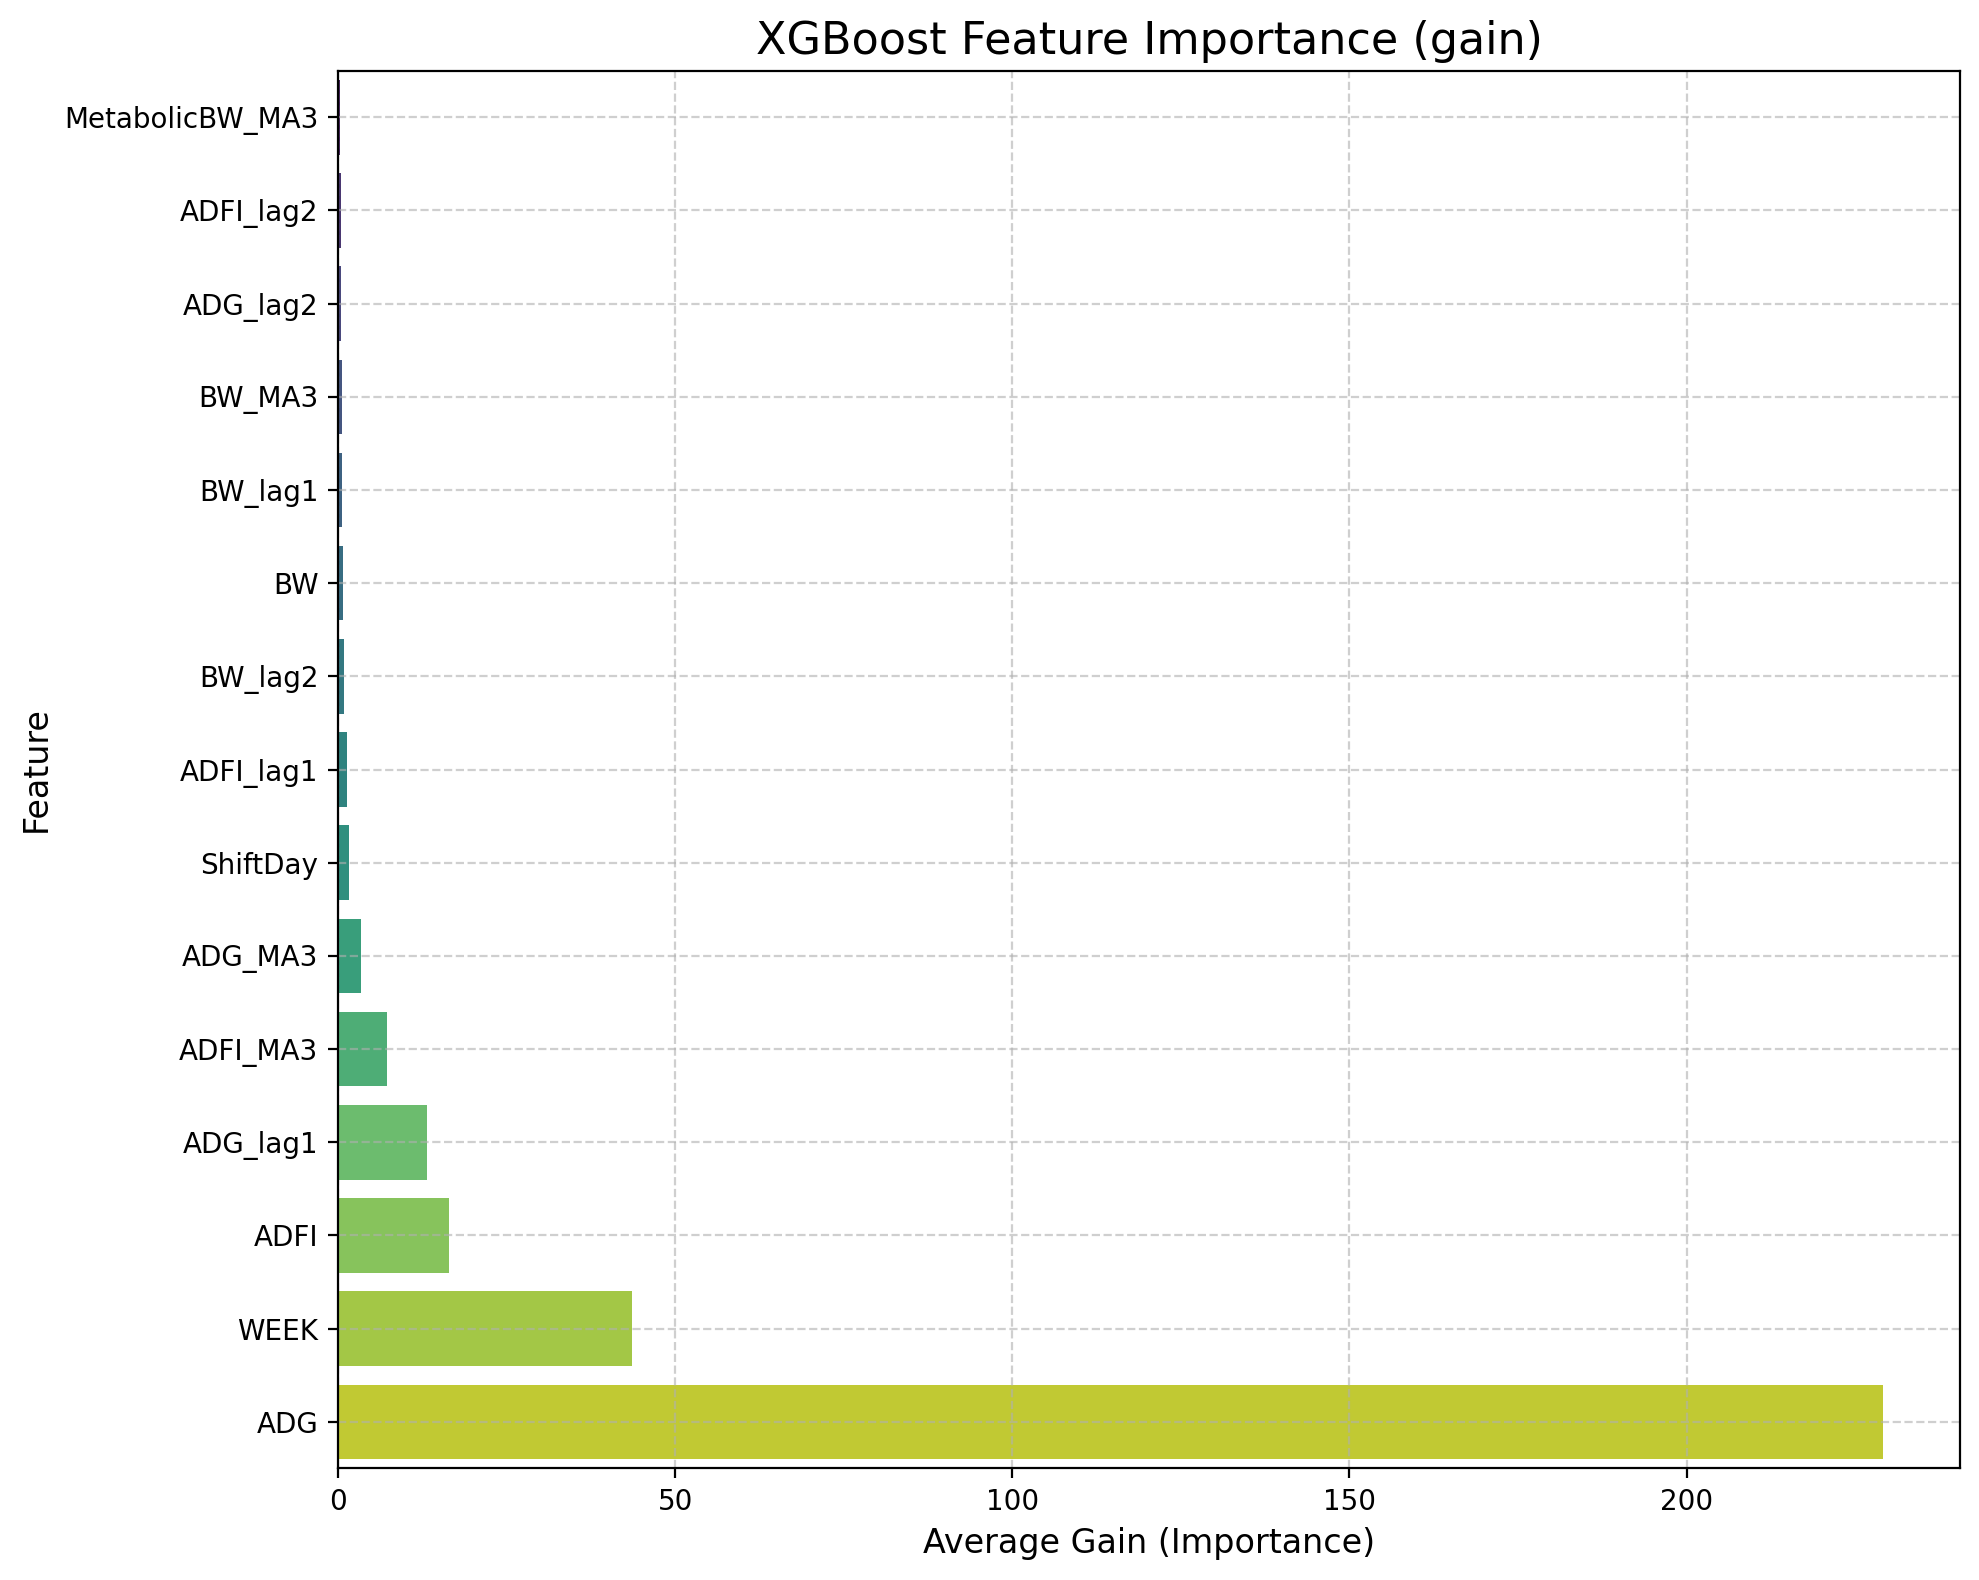 XGBoost Feature Importance (gain)
MetabolicBW_MA3
ADFI_lag2
ADG_lag2
BW_MA3
BW_lag1
BW
BW_lag2
ADFI_lag1
ShiftDay
ADG_MA3
ADFI_MA3
ADG_lag1
ADFI
WEEK
ADG
Feature
0 50 100 150 200
Average Gain (Importance)